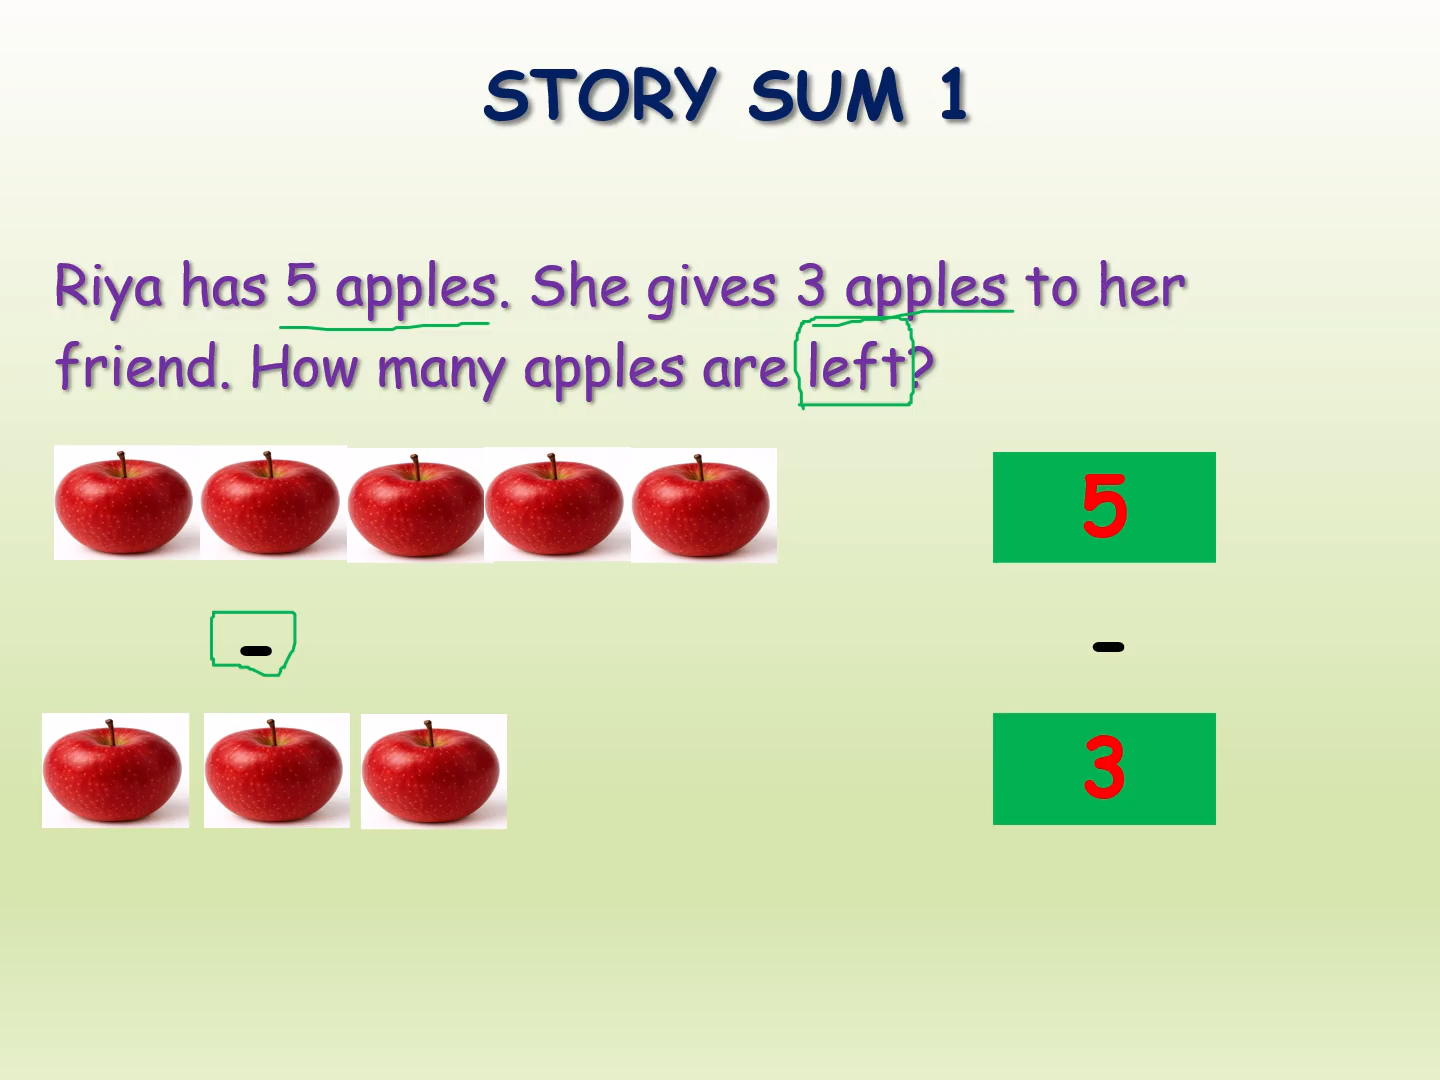 STORY SUM 1
Riya has 5 apples. She gives 3 apples to her
friend. How many apples are left?
5
- -
3